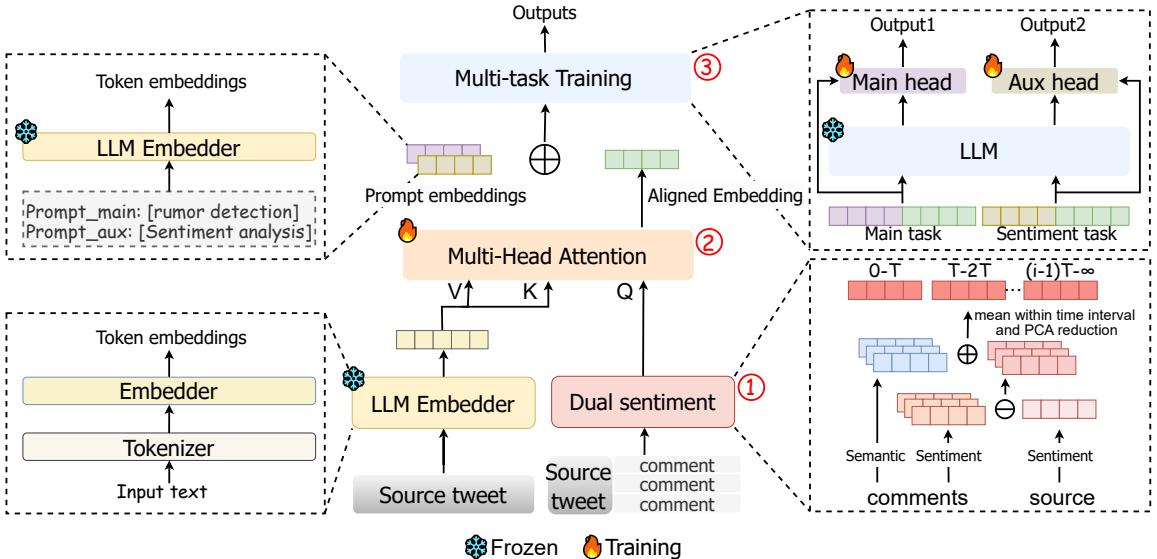 Outputs
Multi-task Training
③
Token embeddings
LLM Embedder
Prompt_main: [rumor detection]
Prompt_aux: [Sentiment analysis]
Prompt embeddings
Aligned Embedding
Multi-Head Attention
②
V
K
Q
Output1
Output2
Main head
Aux head
LLM
Main task
Sentiment task
Token embeddings
Embedder
Tokenizer
Input text
LLM Embedder
Dual sentiment
①
Source tweet
Source
tweet
comment
comment
comment
0-T
T-2T
(i-1)T-∞
mean within time interval
and PCA reduction
Semantic
Sentiment
Sentiment
comments
source
Frozen
Training